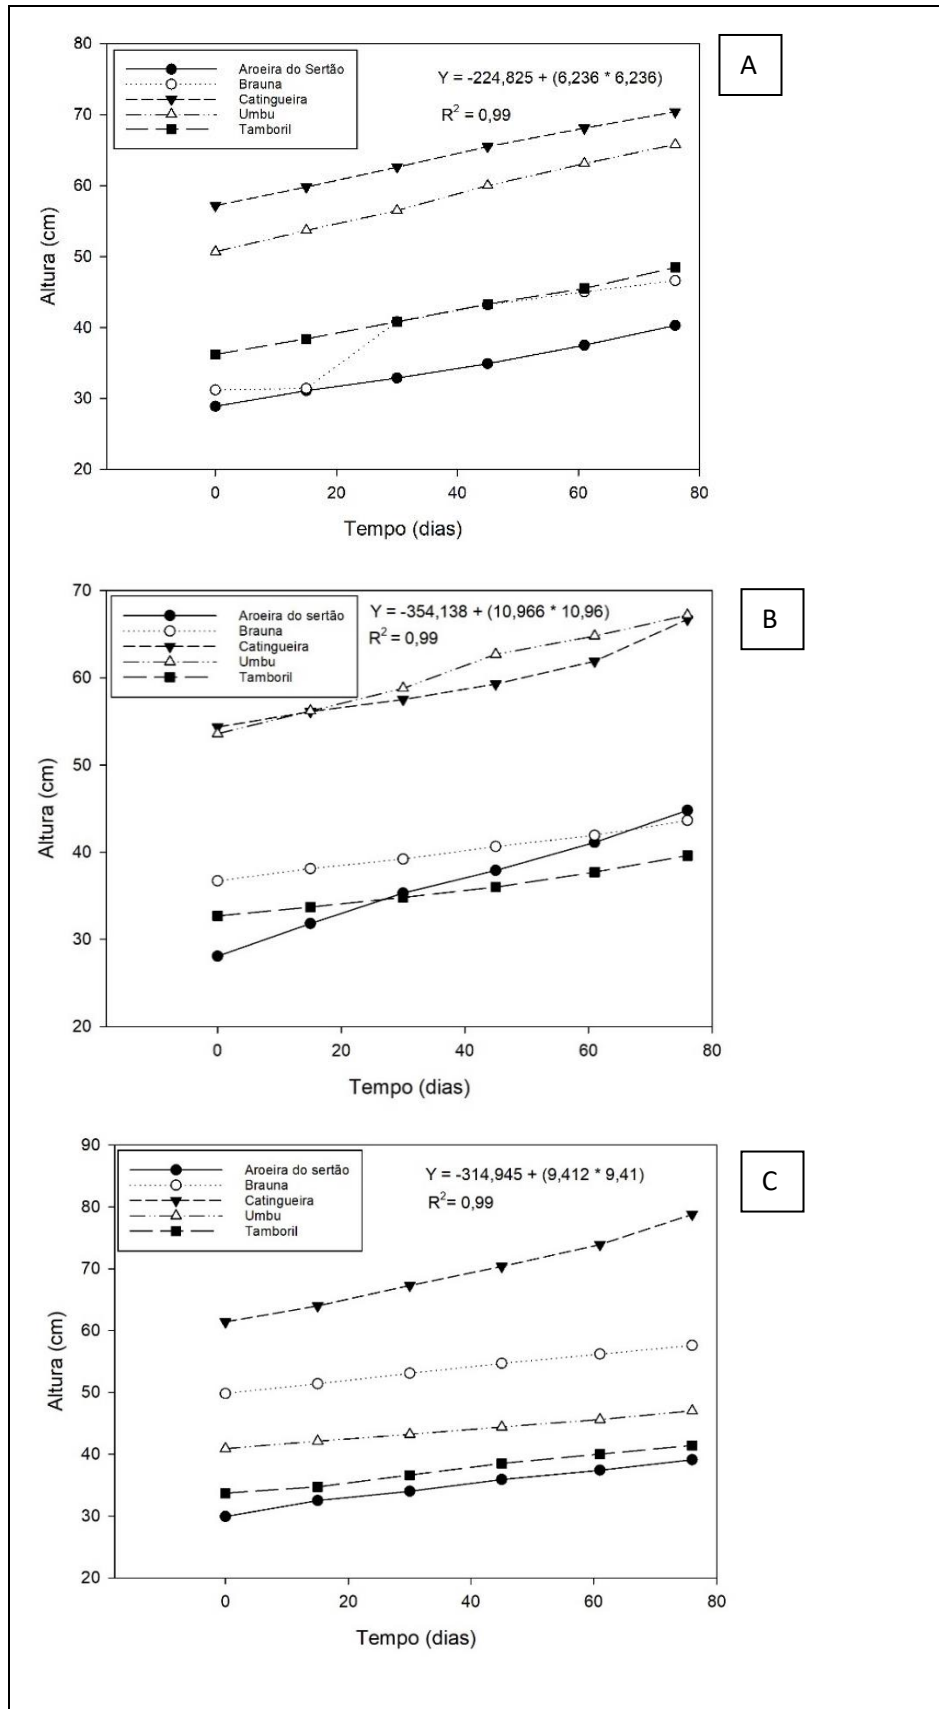 80
70
60
50
40
30
20
Altura (cm)
Aroeira do Sertão
Brauna
Catingueira
Umbu
Tamboril
Y = -224,825 + (6,236 * 6,236)
R² = 0,99
A
0 20 40 60 80
Tempo (dias)
70
60
50
40
30
20
Altura (cm)
Aroeira do sertão
Brauna
Catingueira
Umbu
Tamboril
Y = -354,138 + (10,966 * 10,96)
R² = 0,99
B
0 20 40 60 80
Tempo (dias)
90
80
70
60
50
40
30
20
Altura (cm)
Aroeira do sertão
Brauna
Catingueira
Umbu
Tamboril
Y = -314,945 + (9,412 * 9,41)
R²= 0,99
C
0 20 40 60 80
Tempo (dias)